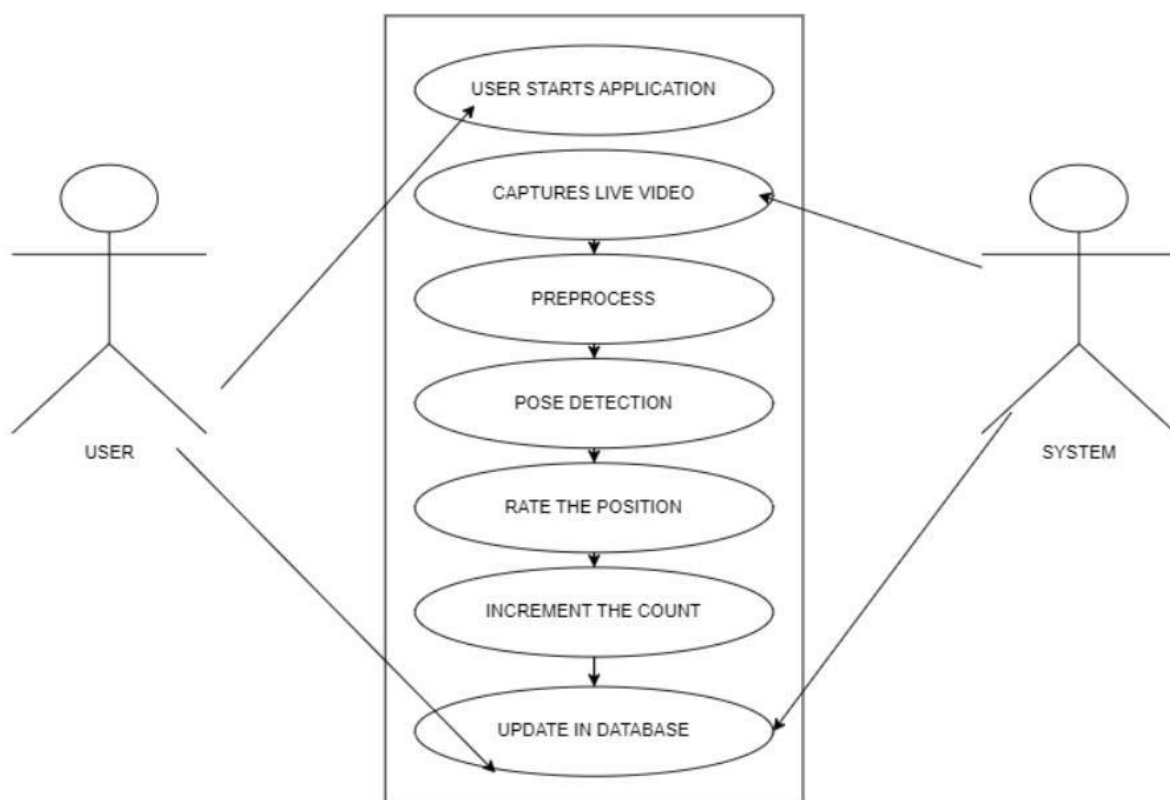 USER STARTS APPLICATION
CAPTURES LIVE VIDEO
PREPROCESS
POSE DETECTION
USER
SYSTEM
RATE THE POSITION
INCREMENT THE COUNT
UPDATE IN DATABASE